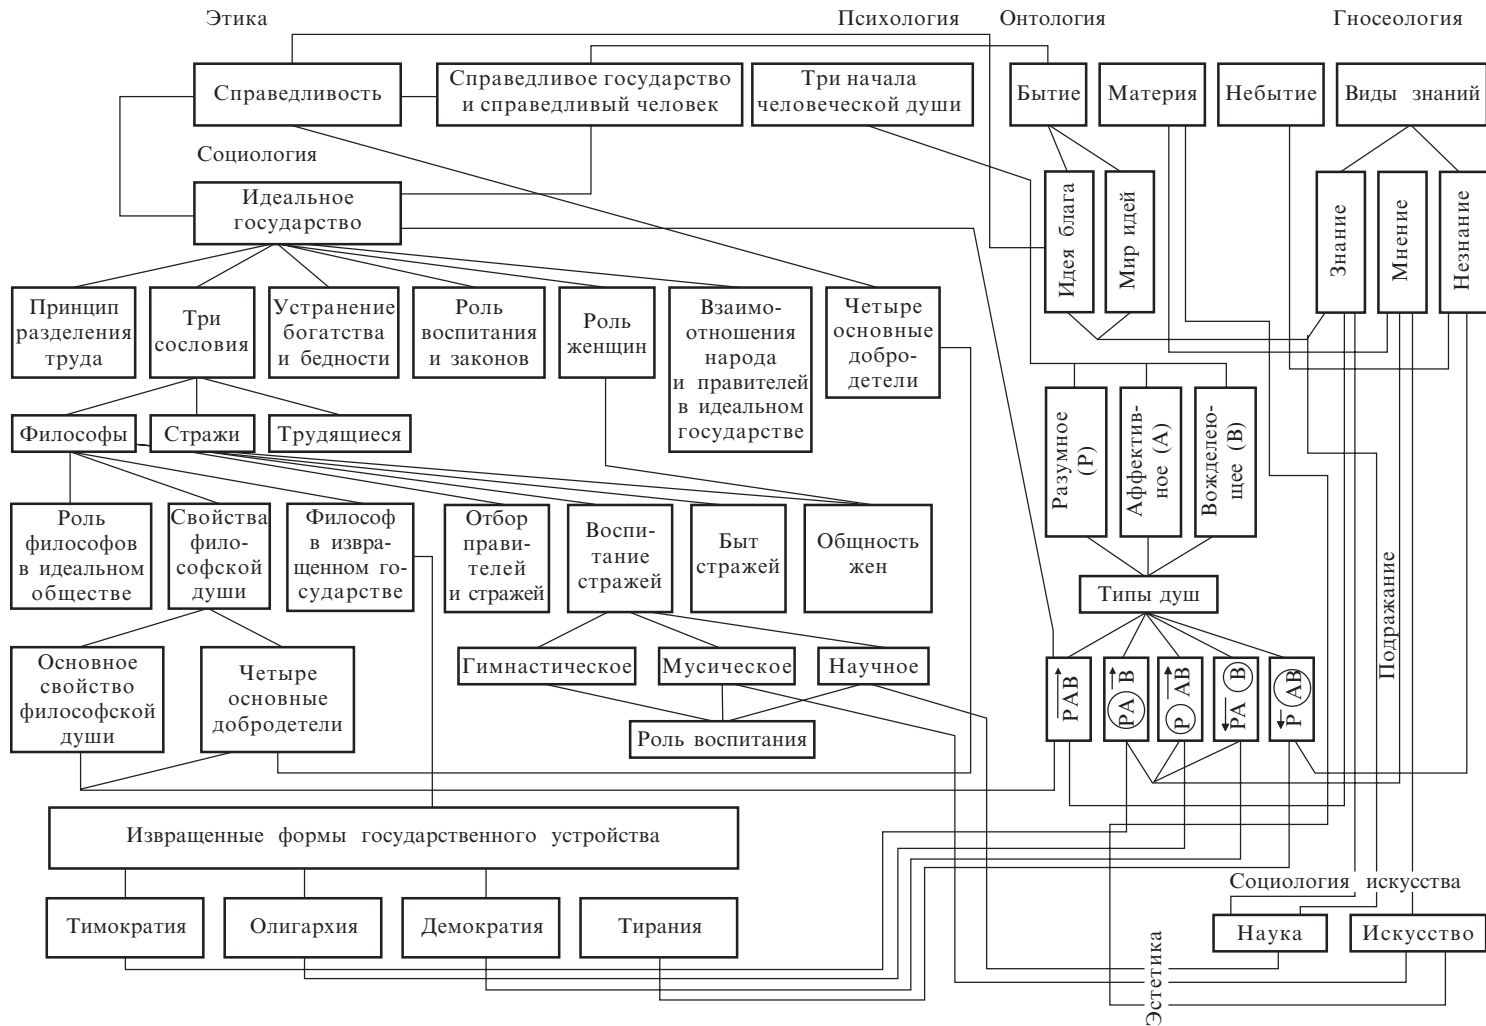 Этика
Психология
Онтология
Гносеология
Справедливость
Справедливое государство
и справедливый человек
Три начала
человеческой души
Бытие
Материя
Небытие
Виды знаний
Социология
Идеальное
государство
Идея блага
Мир идей
Знание
Мнение
Незнание
Принцип
разделения
труда
Три
сословия
Устранение
богатства
и бедности
Роль
воспитания
и законов
Роль
женщин
Взаимо-
отношения
народа
и правителей
в идеальном
государстве
Четыре
основные
добро-
детели
Философы
Стражи
Трудящиеся
Разумное
(Р)
Аффектив-
ное (А)
Вожделею-
щее (В)
Роль
философов
в идеальном
обществе
Свойства
фило-
софской
души
Философ
в извра-
щенном го-
сударстве
Отбор
прави-
телей
и стражей
Воспи-
тание
стражей
Быт
стражей
Общность
жен
Типы душ
Подражание
Основное
свойство
философской
души
Четыре
основные
добродетели
Гимнастическое
Мусическое
Научное
Роль воспитания
РАВ
РА В
Р АВ
РА В
Р АВ
Извращенные формы государственного устройства
Тимократия
Олигархия
Демократия
Тирания
Социология искусства
Наука
Искусство
Эстетика